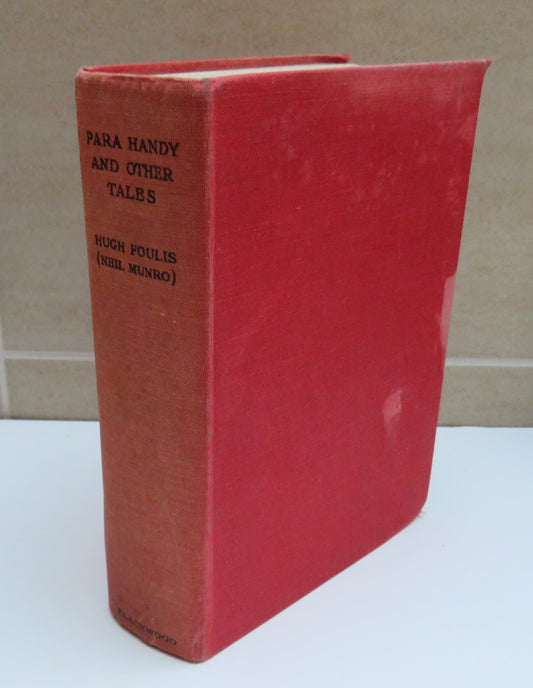 PARA HANDY
AND OTHER
TALES
HUGH FOULIS
(NEIL MUNRO)
BLACKWOOD